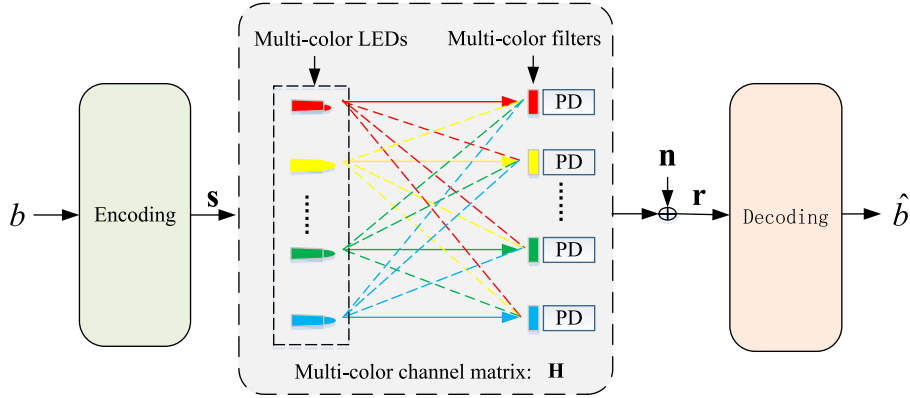 Multi-color LEDs
Multi-color filters
PD
PD
PD
PD
b
Encoding
s
n
r
Decoding
b̂
Multi-color channel matrix: H